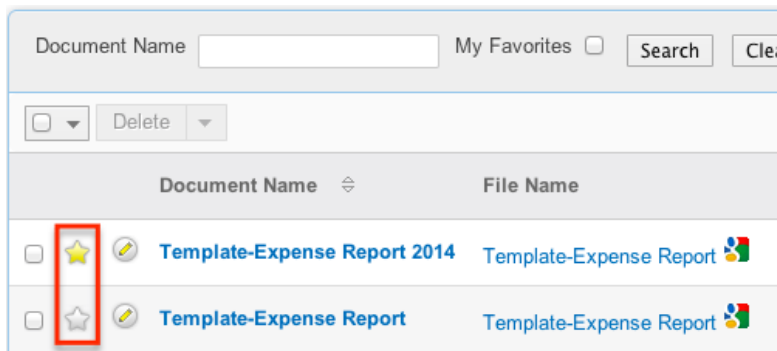 Document Name My Favorites Search
Delete
Document Name File Name
Template-Expense Report 2014 Template-Expense Report
Template-Expense Report Template-Expense Report